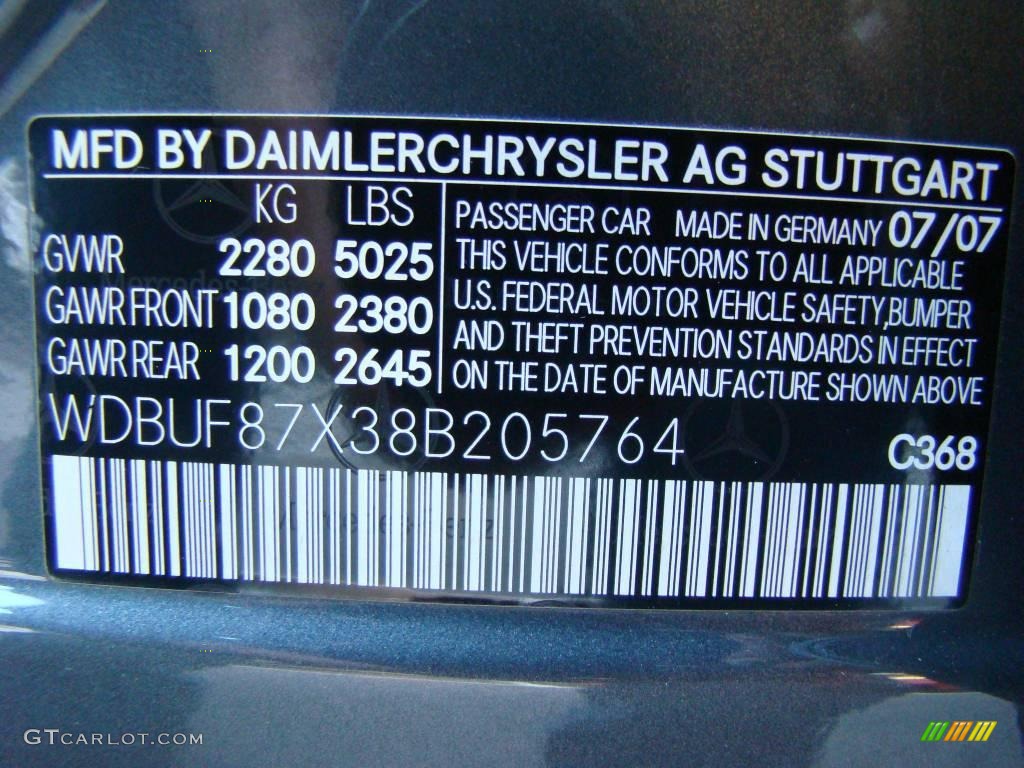 MFD BY DAIMLERCHRYSLER AG STUTTGART
KG LBS
GVWR 2280 5025
GAWR FRONT 1080 2380
GAWR REAR 1200 2645
PASSENGER CAR MADE IN GERMANY 07/07
THIS VEHICLE CONFORMS TO ALL APPLICABLE
U.S. FEDERAL MOTOR VEHICLE SAFETY,BUMPER
AND THEFT PREVENTION STANDARDS IN EFFECT
ON THE DATE OF MANUFACTURE SHOWN ABOVE
WDBUF87X38B205764
C368
Mercedes-Benz
GTCARLOT.COM